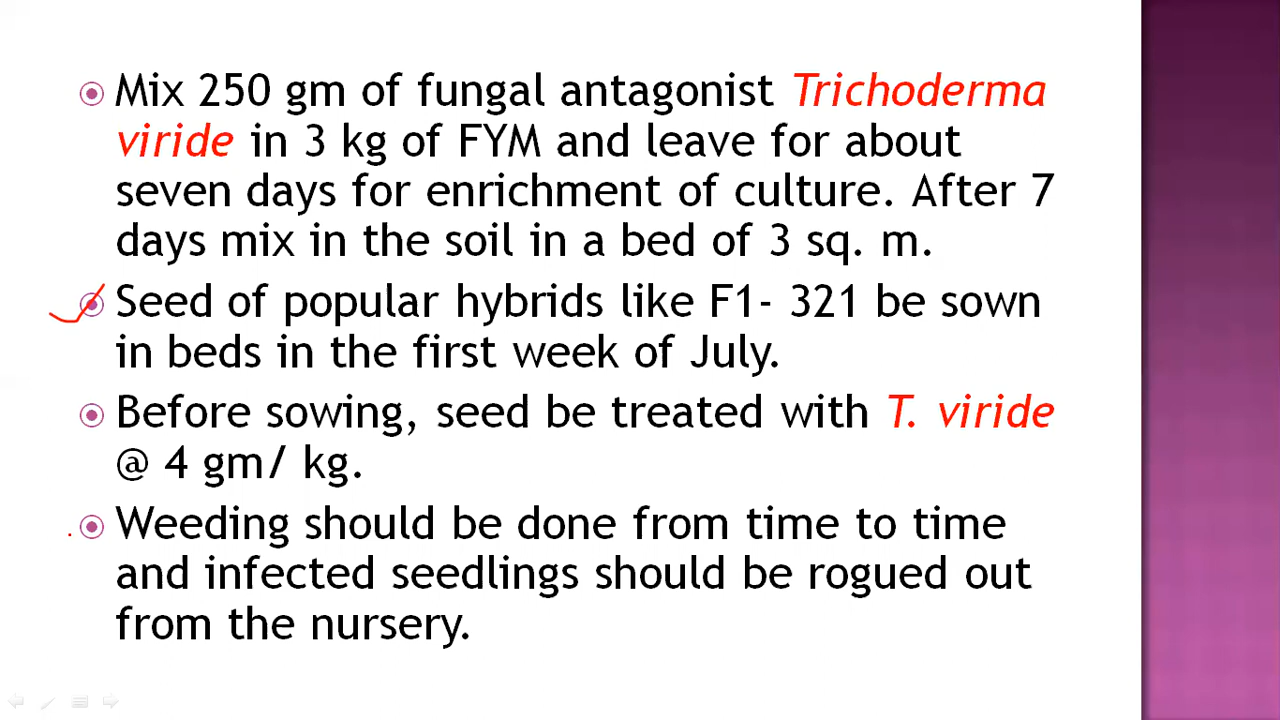 Mix 250 gm of fungal antagonist Trichoderma
viride in 3 kg of FYM and leave for about
seven days for enrichment of culture. After 7
days mix in the soil in a bed of 3 sq. m.
Seed of popular hybrids like F1- 321 be sown
in beds in the first week of July.
Before sowing, seed be treated with T. viride
@ 4 gm/ kg.
Weeding should be done from time to time
and infected seedlings should be rogued out
from the nursery.